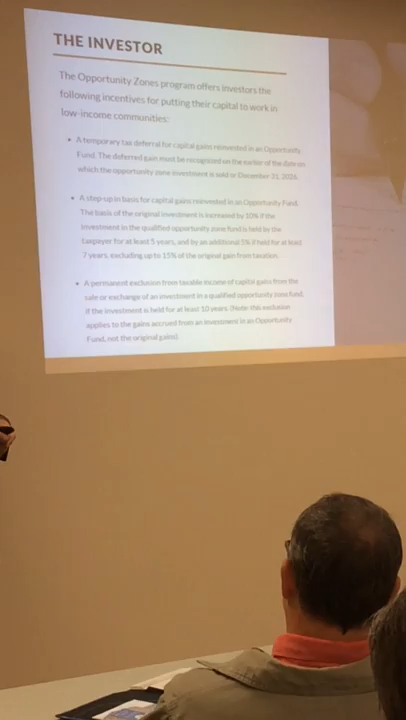 THE INVESTOR
The Opportunity Zones program offers investors the
following incentives for putting their capital to work in
low-income communities:
• A temporary tax deferral for capital gains reinvested in an Opportunity
Fund. The deferred gain must be recognized on the earlier of the date on
which the opportunity zone investment is sold or December 31, 2026.
• A step-up in basis for capital gains reinvested in an Opportunity Fund.
The basis of the original investment is increased by 10% if the
investment in the qualified opportunity zone fund is held by the
taxpayer for at least 5 years, and by an additional 5% if held for at least
7 years, excluding up to 15% of the original gain from taxation.
• A permanent exclusion from taxable income of capital gains from the
sale or exchange of an investment in a qualified opportunity zone fund,
if the investment is held for at least 10 years. (Note: this exclusion
applies to the gains accrued from an investment in an Opportunity
Fund, not the original gains).